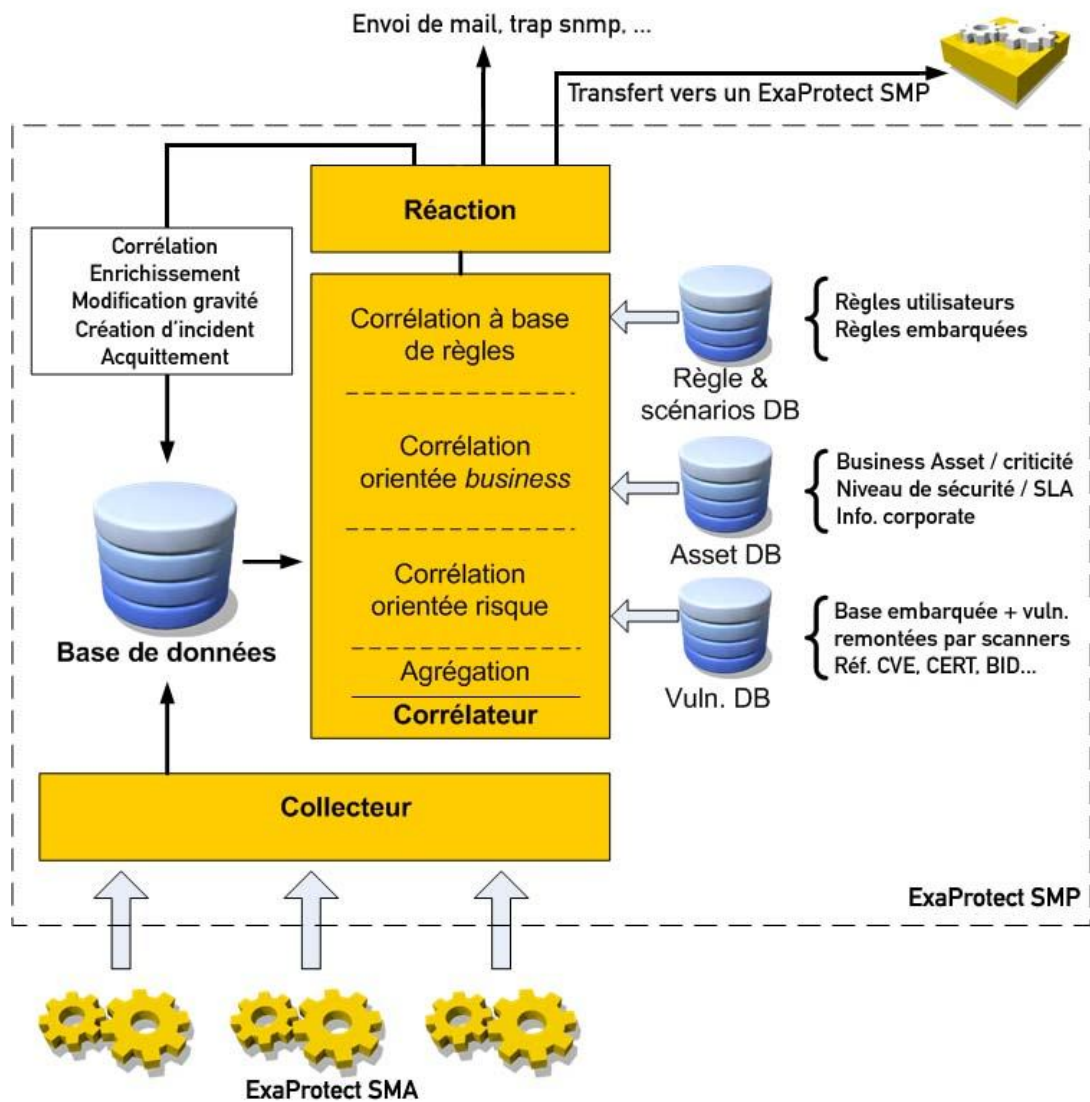 Envoi de mail, trap snmp, ...
Transfert vers un ExaProtect SMP
Réaction
Corrélation
Enrichissement
Modification gravité
Création d'incident
Acquittement
Corrélation à base
de règles
Règle &
scénarios DB
Règles utilisateurs
Règles embarquées
Corrélation
orientée business
Asset DB
Business Asset / criticité
Niveau de sécurité / SLA
Info. corporate
Base de données
Corrélation
orientée risque
Vuln. DB
Base embarquée + vuln.
remontées par scanners
Réf. CVE, CERT, BID...
Agrégation
Corrélateur
Collecteur
ExaProtect SMP
ExaProtect SMA